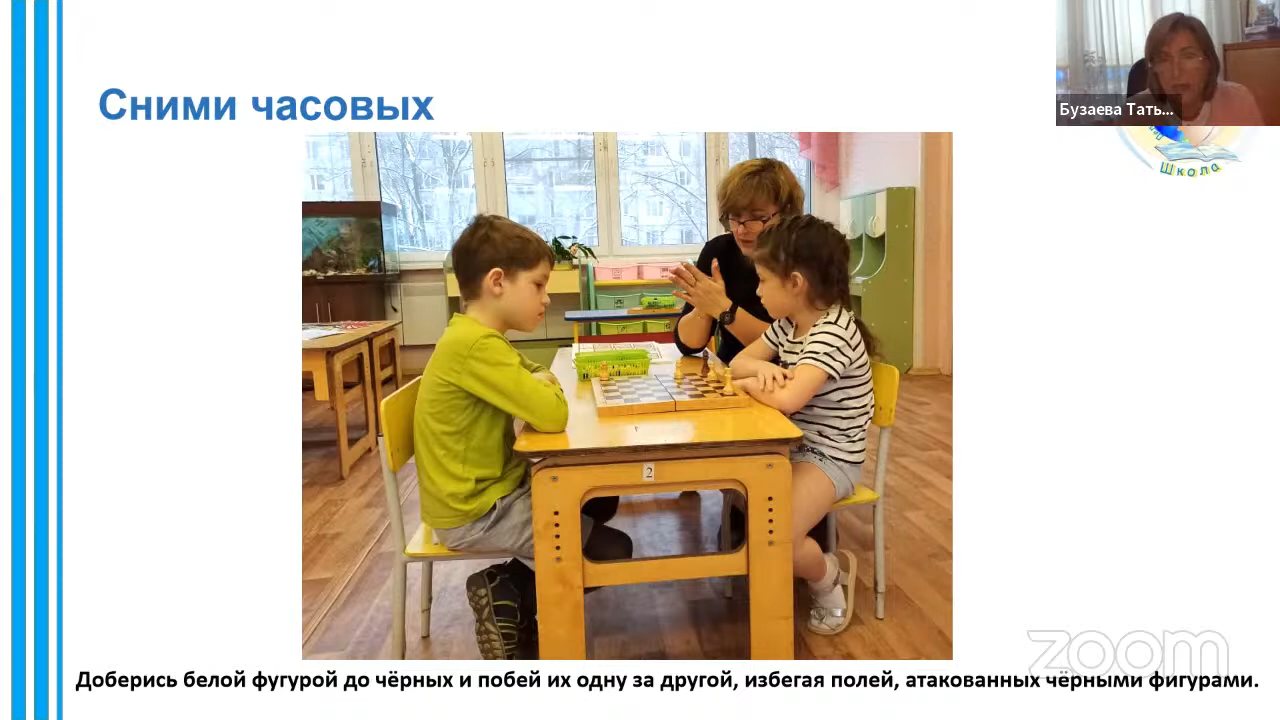 Бузаева Тать...
Сними часовых
Школа
2
zoom
Доберись белой фугурой до чёрных и побей их одну за другой, избегая полей, атакованных чёрными фигурами.